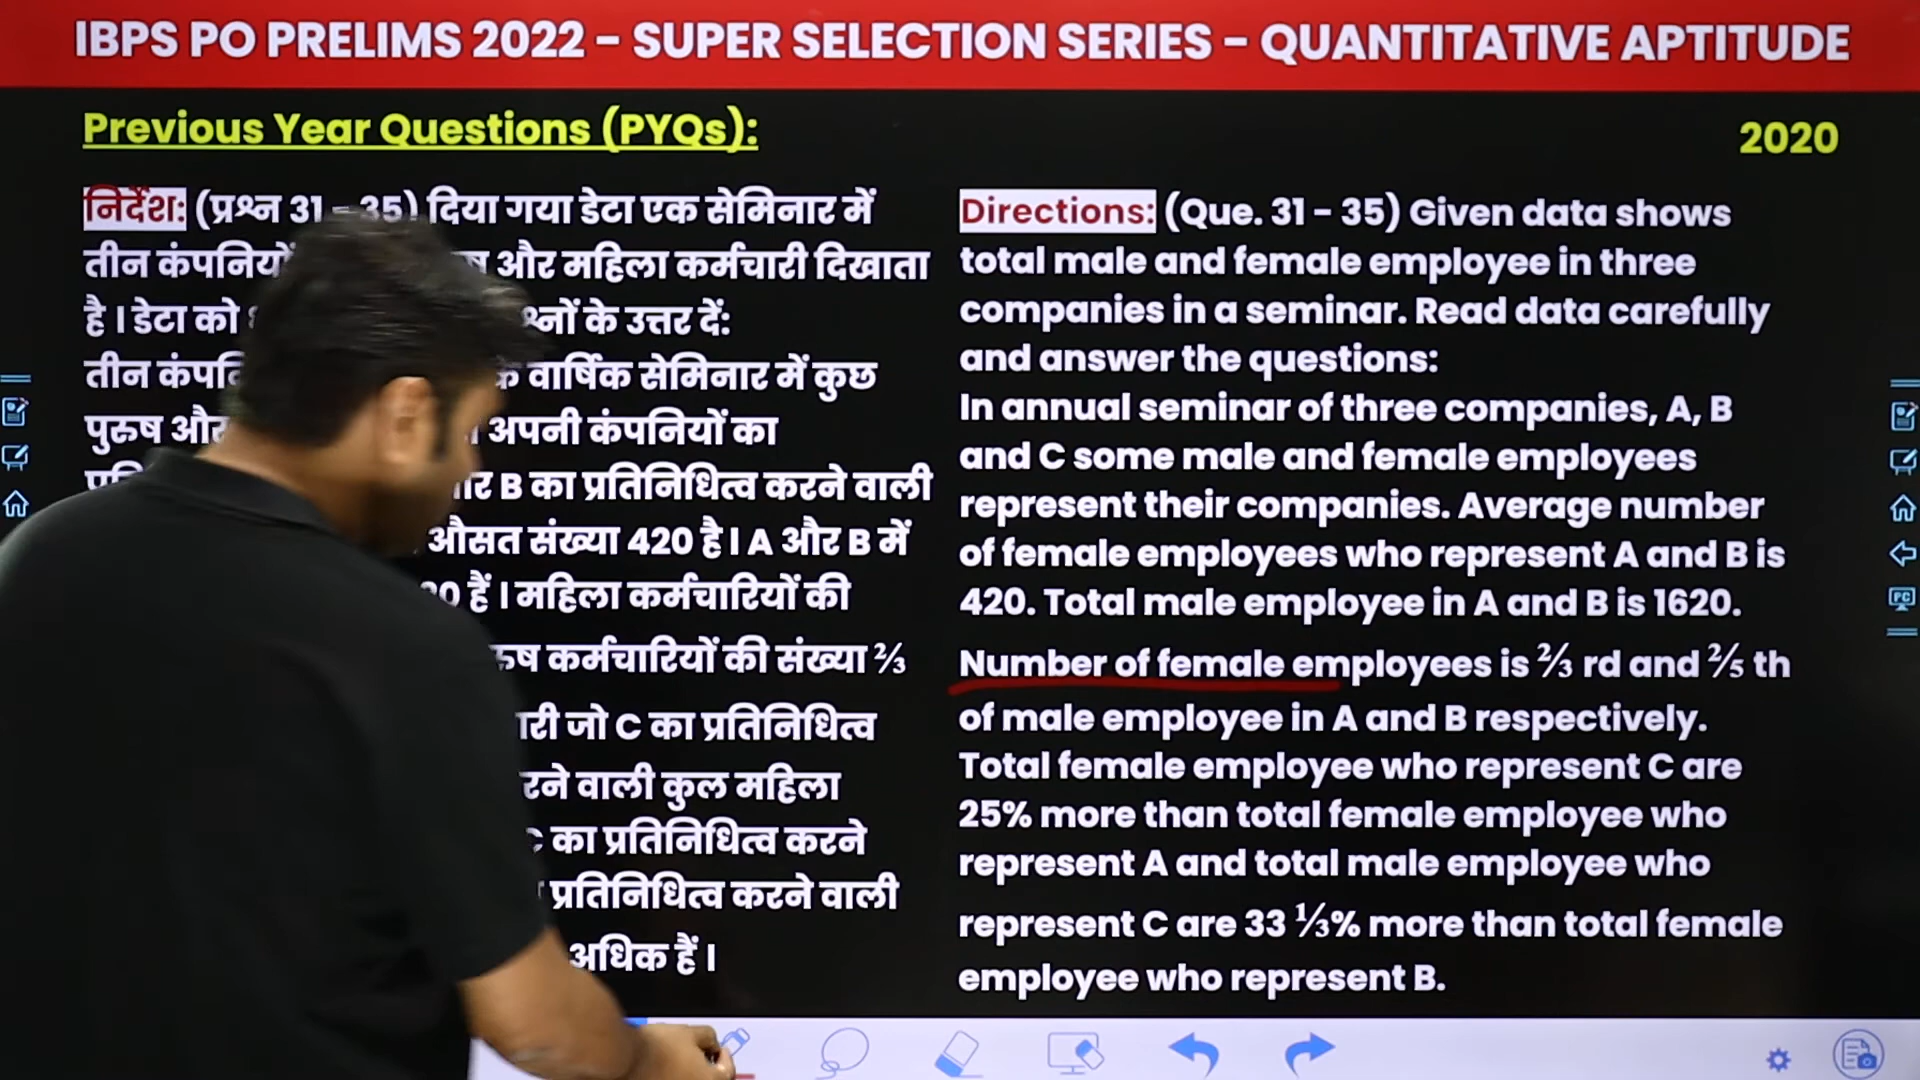 IBPS PO PRELIMS 2022 - SUPER SELECTION SERIES - QUANTITATIVE APTITUDE
Previous Year Questions (PYQs):
2020
निर्देश: (प्रश्न 31 - 35) दिया गया डेटा एक सेमिनार में
तीन और महिला कर्मचारी दिखाता
है । डेटा को के उत्तर दें:
तीन वार्षिक सेमिनार में कुछ
पुरुष अपनी कंपनियों का
B का प्रतिनिधित्व करने वाली
औसत संख्या 420 है । A और B में
हैं । महिला कर्मचारियों की
कर्मचारियों की संख्या ⅔
जो C का प्रतिनिधित्व
वाली कुल महिला
का प्रतिनिधित्व करने
प्रतिनिधित्व करने वाली
अधिक हैं ।
Directions: (Que. 31 - 35) Given data shows
total male and female employee in three
companies in a seminar. Read data carefully
and answer the questions:
In annual seminar of three companies, A, B
and C some male and female employees
represent their companies. Average number
of female employees who represent A and B is
420. Total male employee in A and B is 1620.
Number of female employees is ⅔ rd and ⅖ th
of male employee in A and B respectively.
Total female employee who represent C are
25% more than total female employee who
represent A and total male employee who
represent C are 33 ⅓% more than total female
employee who represent B.
PC